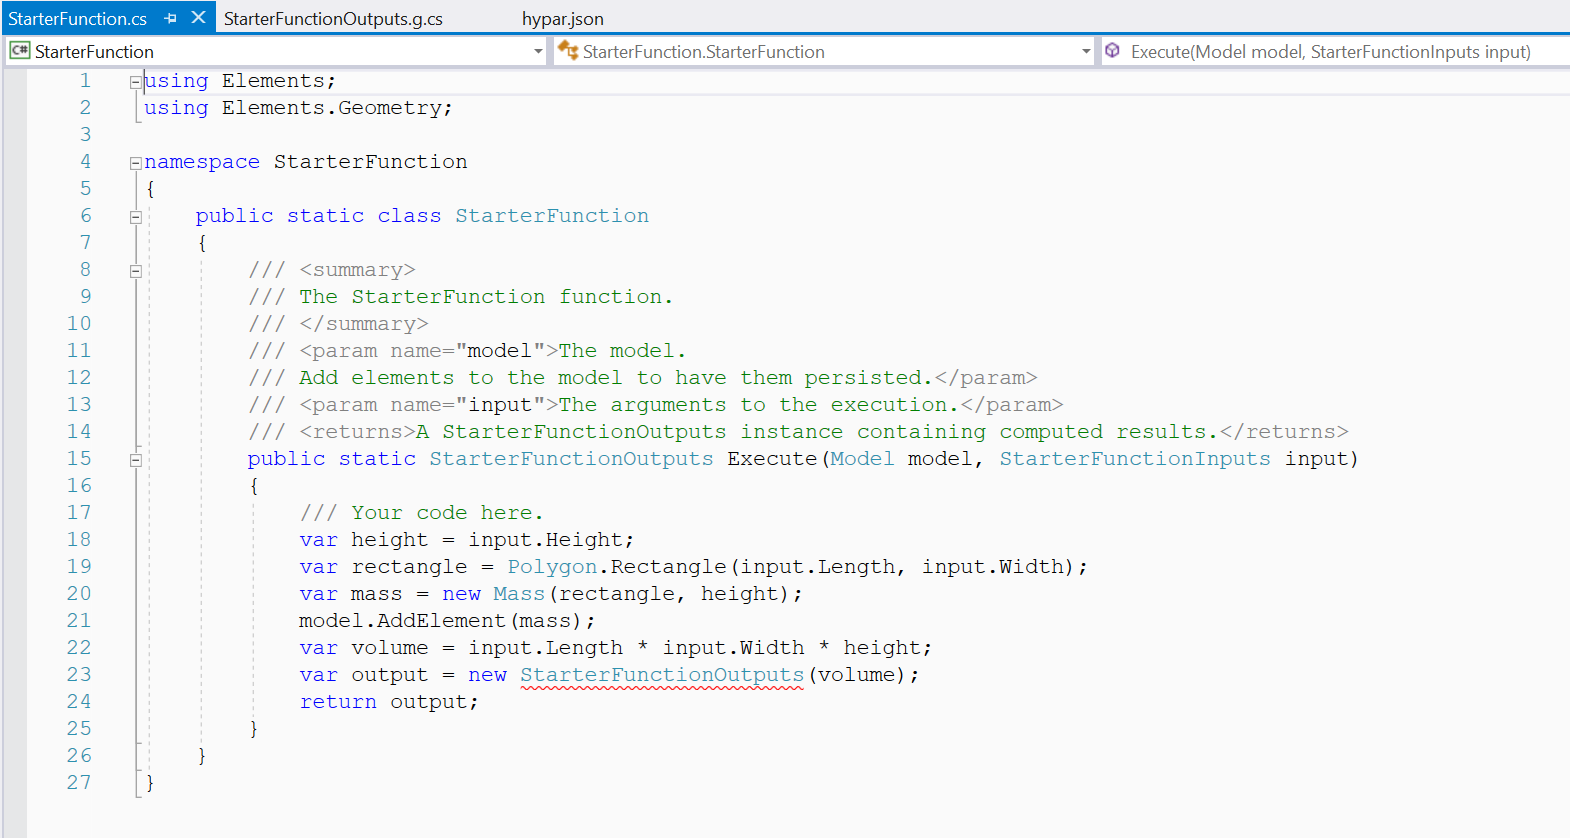 StarterFunction.cs StarterFunctionOutputs.g.cs hypar.json
C# StarterFunction StarterFunction.StarterFunction Execute(Model model, StarterFunctionInputs input)
1 using Elements;
2 using Elements.Geometry;
3
4 namespace StarterFunction
5 {
6 public static class StarterFunction
7 {
8 /// <summary>
9 /// The StarterFunction function.
10 /// </summary>
11 /// <param name="model">The model.
12 /// Add elements to the model to have them persisted.</param>
13 /// <param name="input">The arguments to the execution.</param>
14 /// <returns>A StarterFunctionOutputs instance containing computed results.</returns>
15 public static StarterFunctionOutputs Execute(Model model, StarterFunctionInputs input)
16 {
17 /// Your code here.
18 var height = input.Height;
19 var rectangle = Polygon.Rectangle(input.Length, input.Width);
20 var mass = new Mass(rectangle, height);
21 model.AddElement(mass);
22 var volume = input.Length * input.Width * height;
23 var output = new StarterFunctionOutputs(volume);
24 return output;
25 }
26 }
27 }